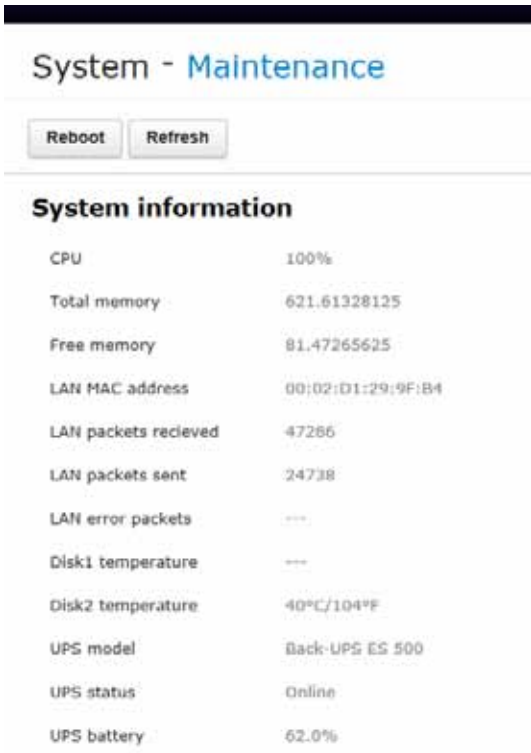 System - Maintenance
Reboot Refresh
System information
CPU 100%
Total memory 621.61328125
Free memory 81.47265625
LAN MAC address 00:02:D1:29:9F:B4
LAN packets recieved 47286
LAN packets sent 24738
LAN error packets ---
Disk1 temperature ---
Disk2 temperature 40°C/104°F
UPS model Back-UPS ES 500
UPS status Online
UPS battery 62.0%